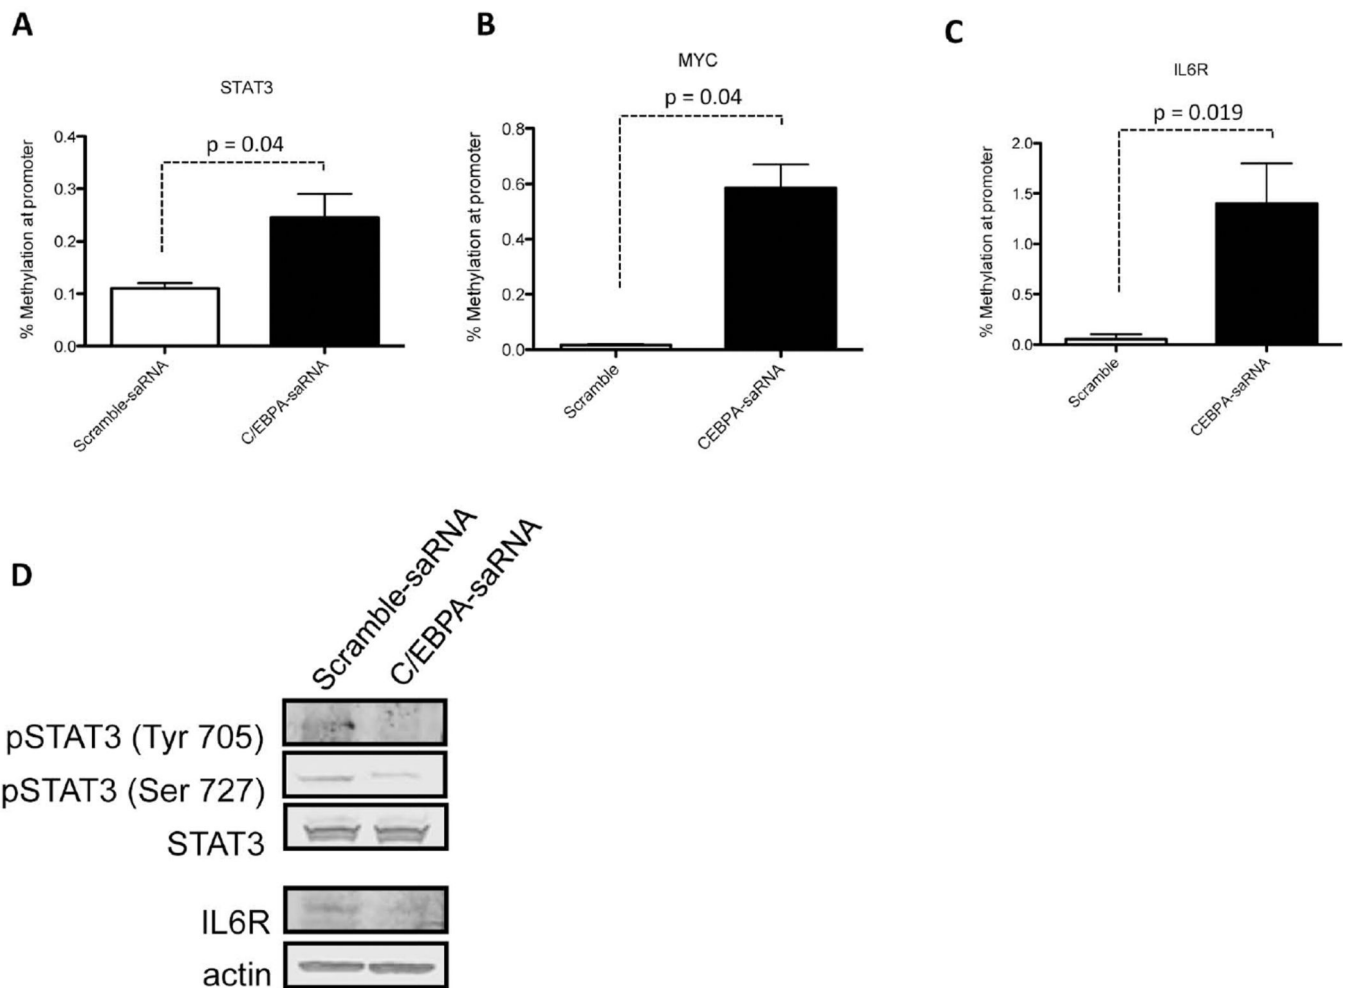 A
STAT3
p = 0.04
% Methylation at promoter
0.4
0.3
0.2
0.1
0.0
Scramble-saRNA
C/EBPA-saRNA
B
MYC
p = 0.04
% Methylation at promoter
0.8
0.6
0.4
0.2
0.0
Scramble
CEBPA-saRNA
C
IL6R
p = 0.019
% Methylation at promoter
2.0
1.5
1.0
0.5
0.0
Scramble
CEBPA-saRNA
D
Scramble-saRNA
C/EBPA-saRNA
pSTAT3 (Tyr 705)
pSTAT3 (Ser 727)
STAT3
IL6R
actin